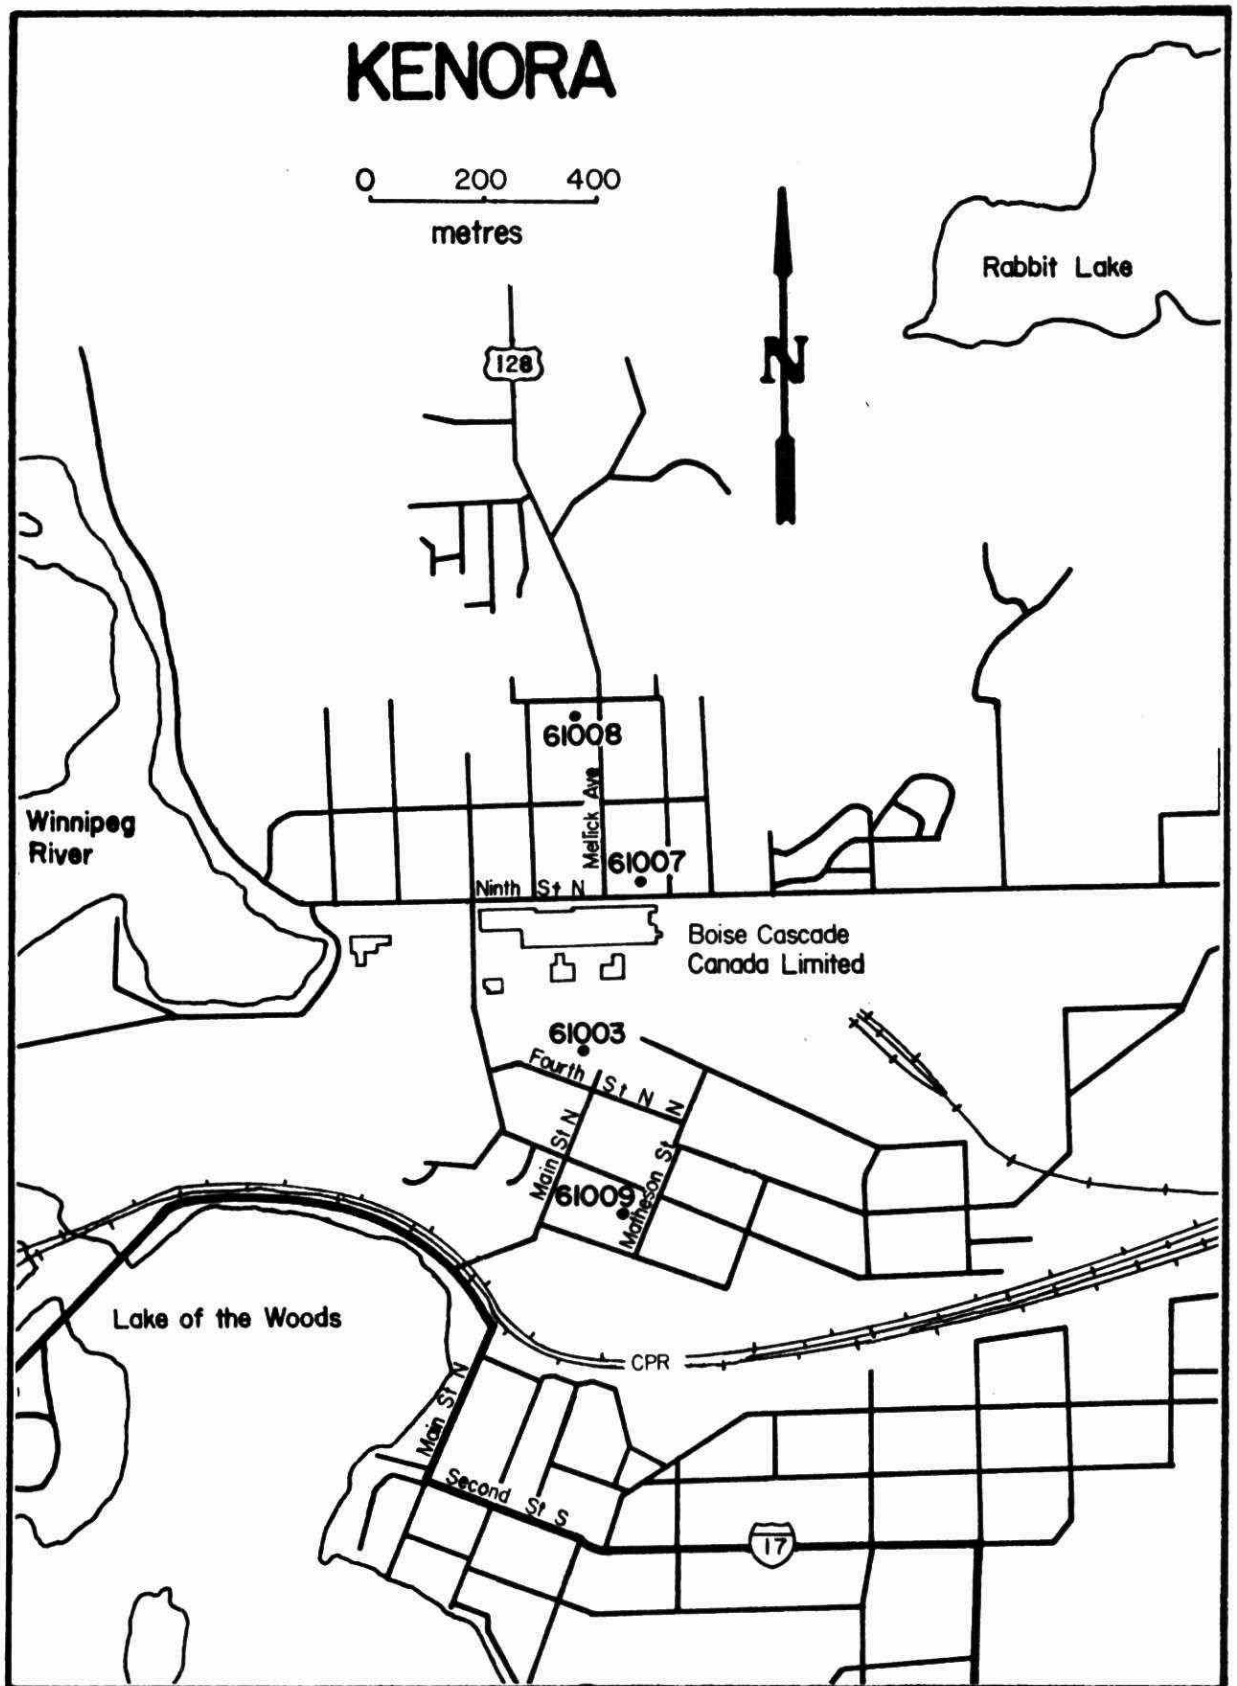 KENORA
0 200 400
metres
N
Rabbit Lake
128
61008
Mellick Ave
Winnipeg
River
61007
Ninth St N
Boise Cascade
Canada Limited
61003
Fourth St N
Main St N
Matheson St N
61009
Lake of the Woods
CPR
Main St N
Second St S
17